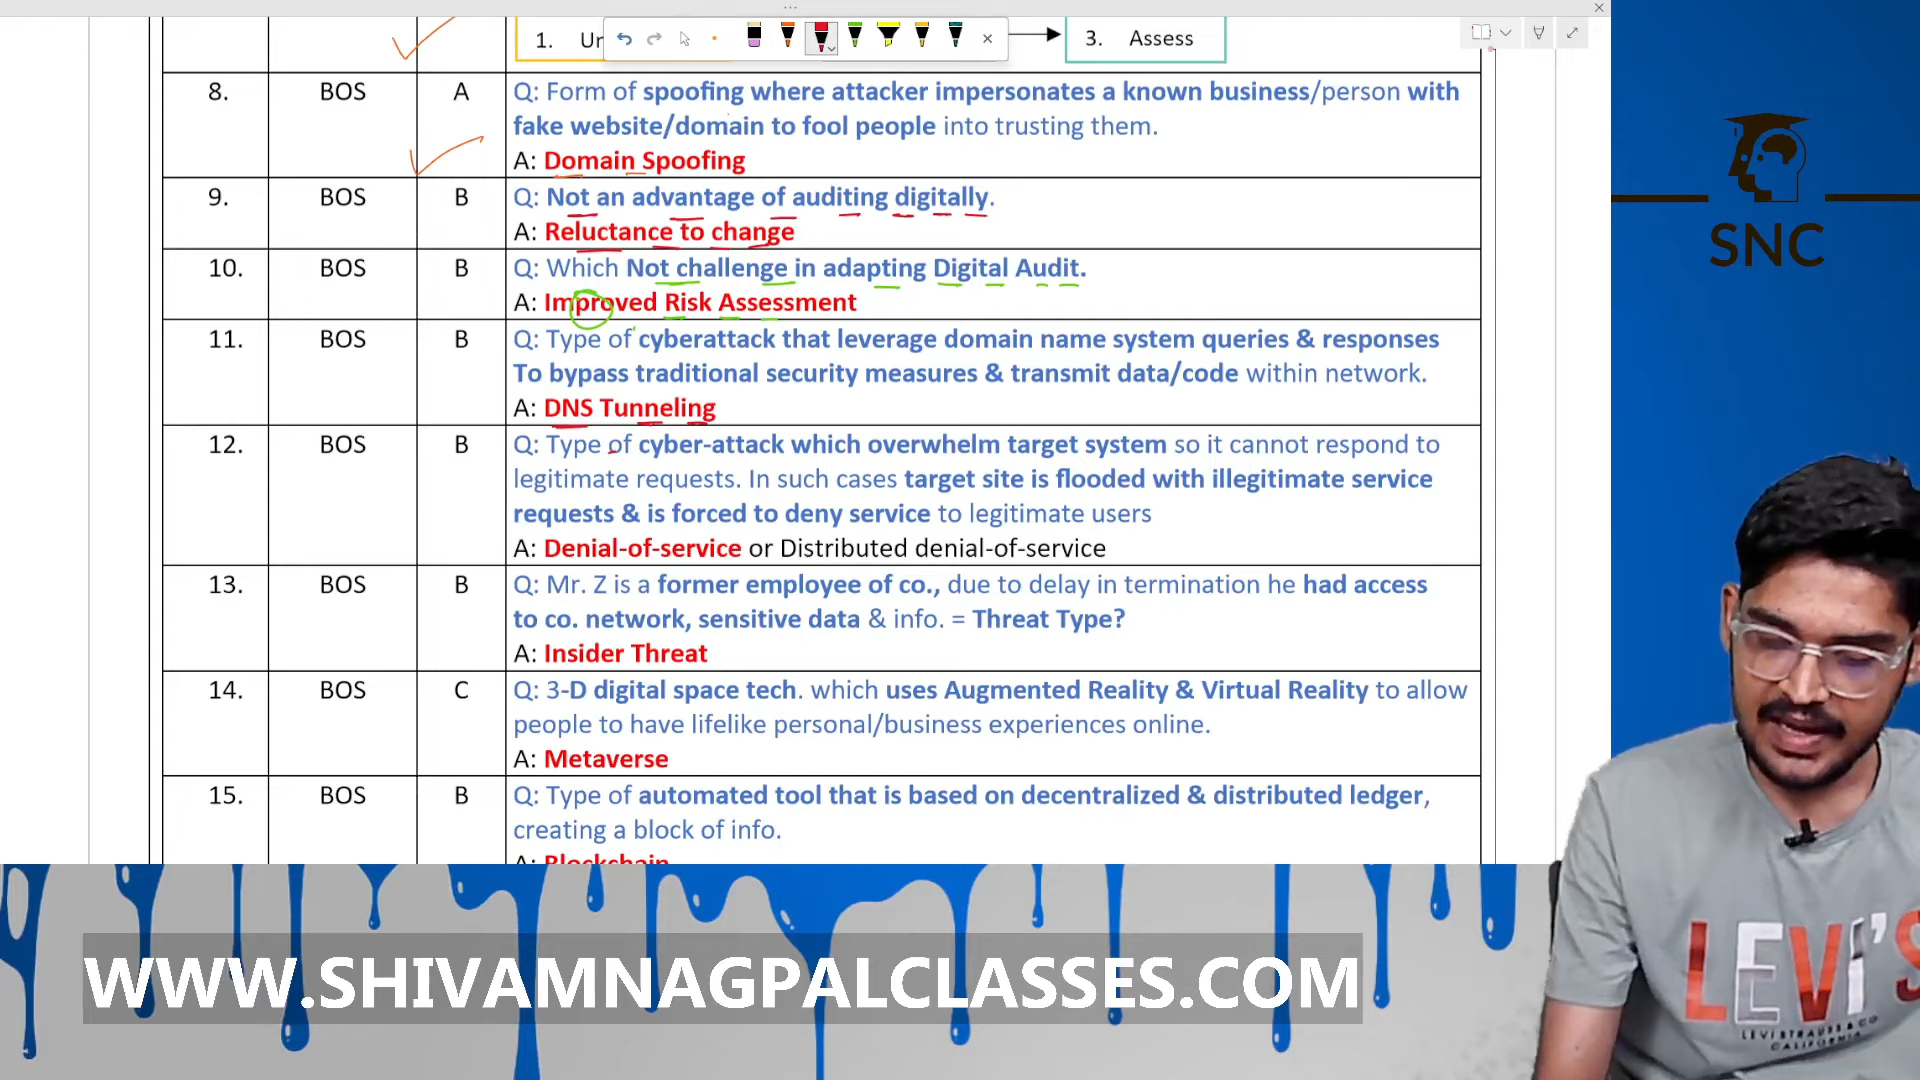 1. Ur
3. Assess
8. BOS A Q: Form of spoofing where attacker impersonates a known business/person with
fake website/domain to fool people into trusting them.
A: Domain Spoofing
9. BOS B Q: Not an advantage of auditing digitally.
A: Reluctance to change
10. BOS B Q: Which Not challenge in adapting Digital Audit.
A: Improved Risk Assessment
11. BOS B Q: Type of cyberattack that leverage domain name system queries & responses
To bypass traditional security measures & transmit data/code within network.
A: DNS Tunneling
12. BOS B Q: Type of cyber-attack which overwhelm target system so it cannot respond to
legitimate requests. In such cases target site is flooded with illegitimate service
requests & is forced to deny service to legitimate users
A: Denial-of-service or Distributed denial-of-service
13. BOS B Q: Mr. Z is a former employee of co., due to delay in termination he had access
to co. network, sensitive data & info. = Threat Type?
A: Insider Threat
14. BOS C Q: 3-D digital space tech. which uses Augmented Reality & Virtual Reality to allow
people to have lifelike personal/business experiences online.
A: Metaverse
15. BOS B Q: Type of automated tool that is based on decentralized & distributed ledger,
creating a block of info.
A: Blockchain
SNC
WWW.SHIVAMNAGPALCLASSES.COM
LEVI'S
LEVI STRAUSS & CO
CALIFORNIA